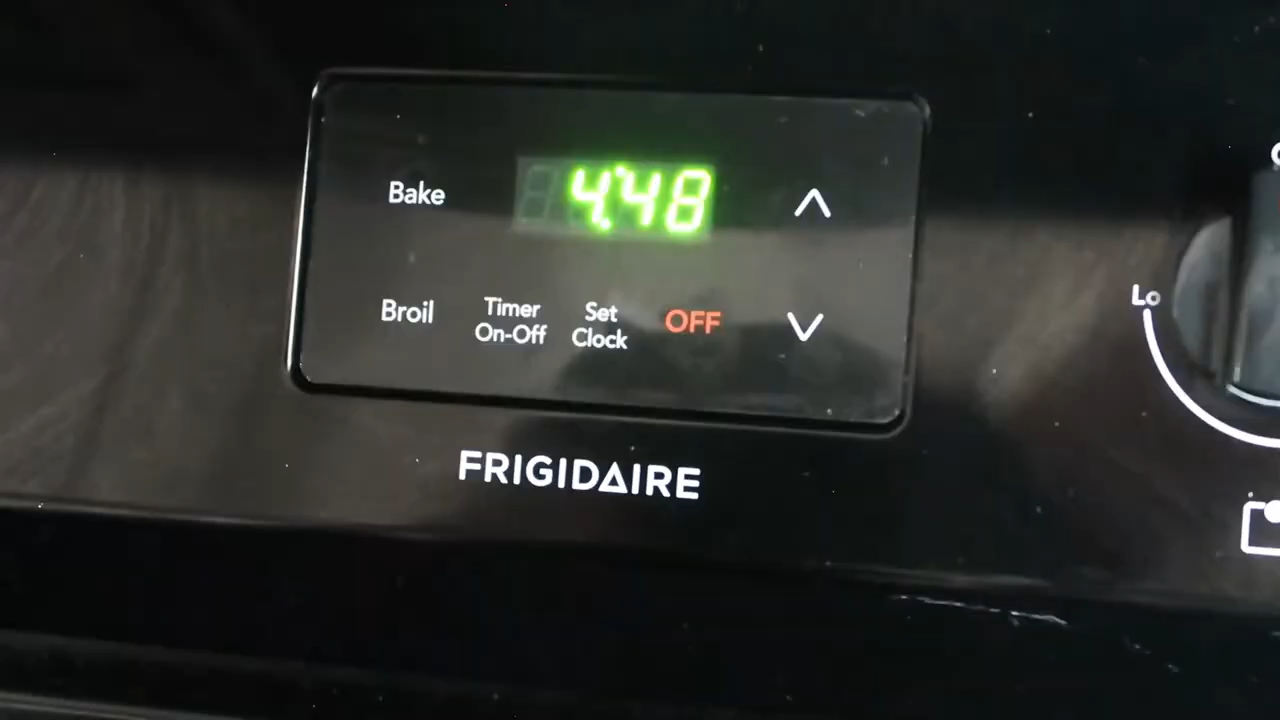 4:48
Bake
Broil
Timer
On-Off
Set
Clock
OFF
FRIGIDAIRE
Lo